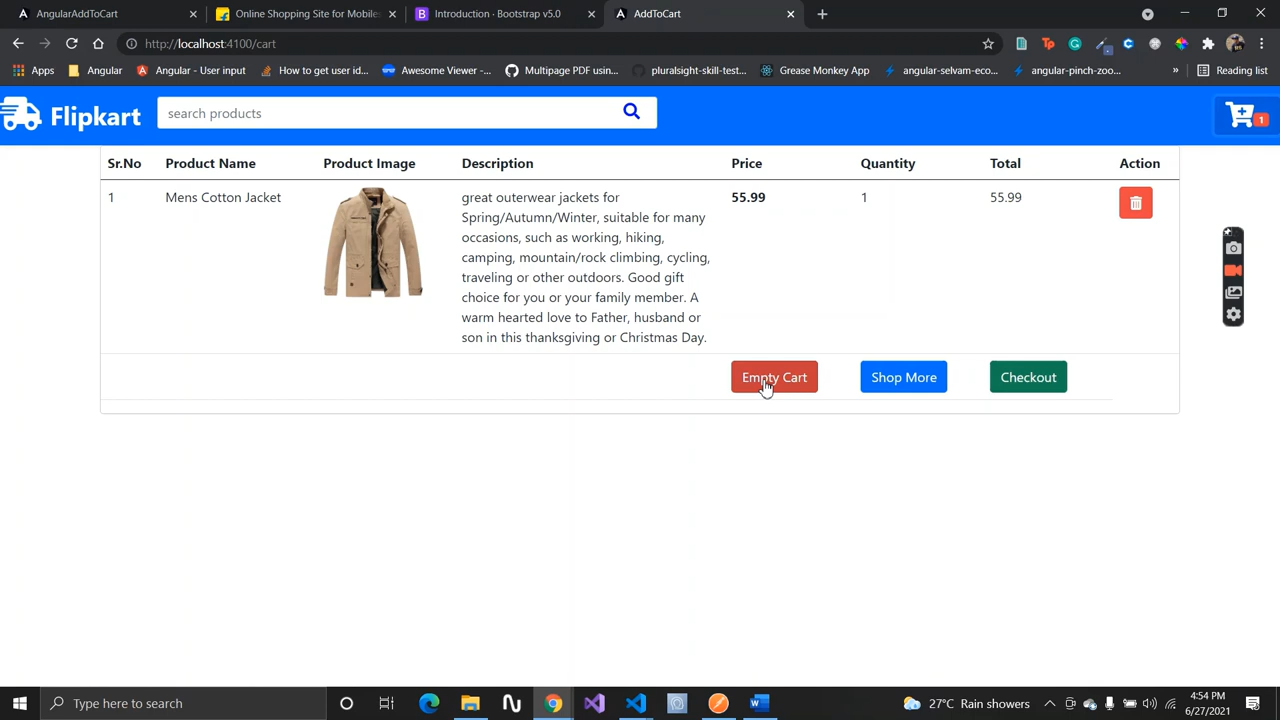 AngularAddToCart
Online Shopping Site for Mobiles
Introduction · Bootstrap v5.0
AddToCart
http://localhost:4100/cart
Apps
Angular
Angular - User input
How to get user id...
Awesome Viewer -...
Multipage PDF usin...
pluralsight-skill-test...
Grease Monkey App
angular-selvam-eco...
angular-pinch-zoo...
»
Reading list
Flipkart
search products
1
Sr.No Product Name Product Image Description Price Quantity Total Action
1 Mens Cotton Jacket
great outerwear jackets for
Spring/Autumn/Winter, suitable for many
occasions, such as working, hiking,
camping, mountain/rock climbing, cycling,
traveling or other outdoors. Good gift
choice for you or your family member. A
warm hearted love to Father, husband or
son in this thanksgiving or Christmas Day.
55.99 1 55.99
Empty Cart Shop More Checkout
Type here to search
27°C Rain showers
4:54 PM
6/27/2021